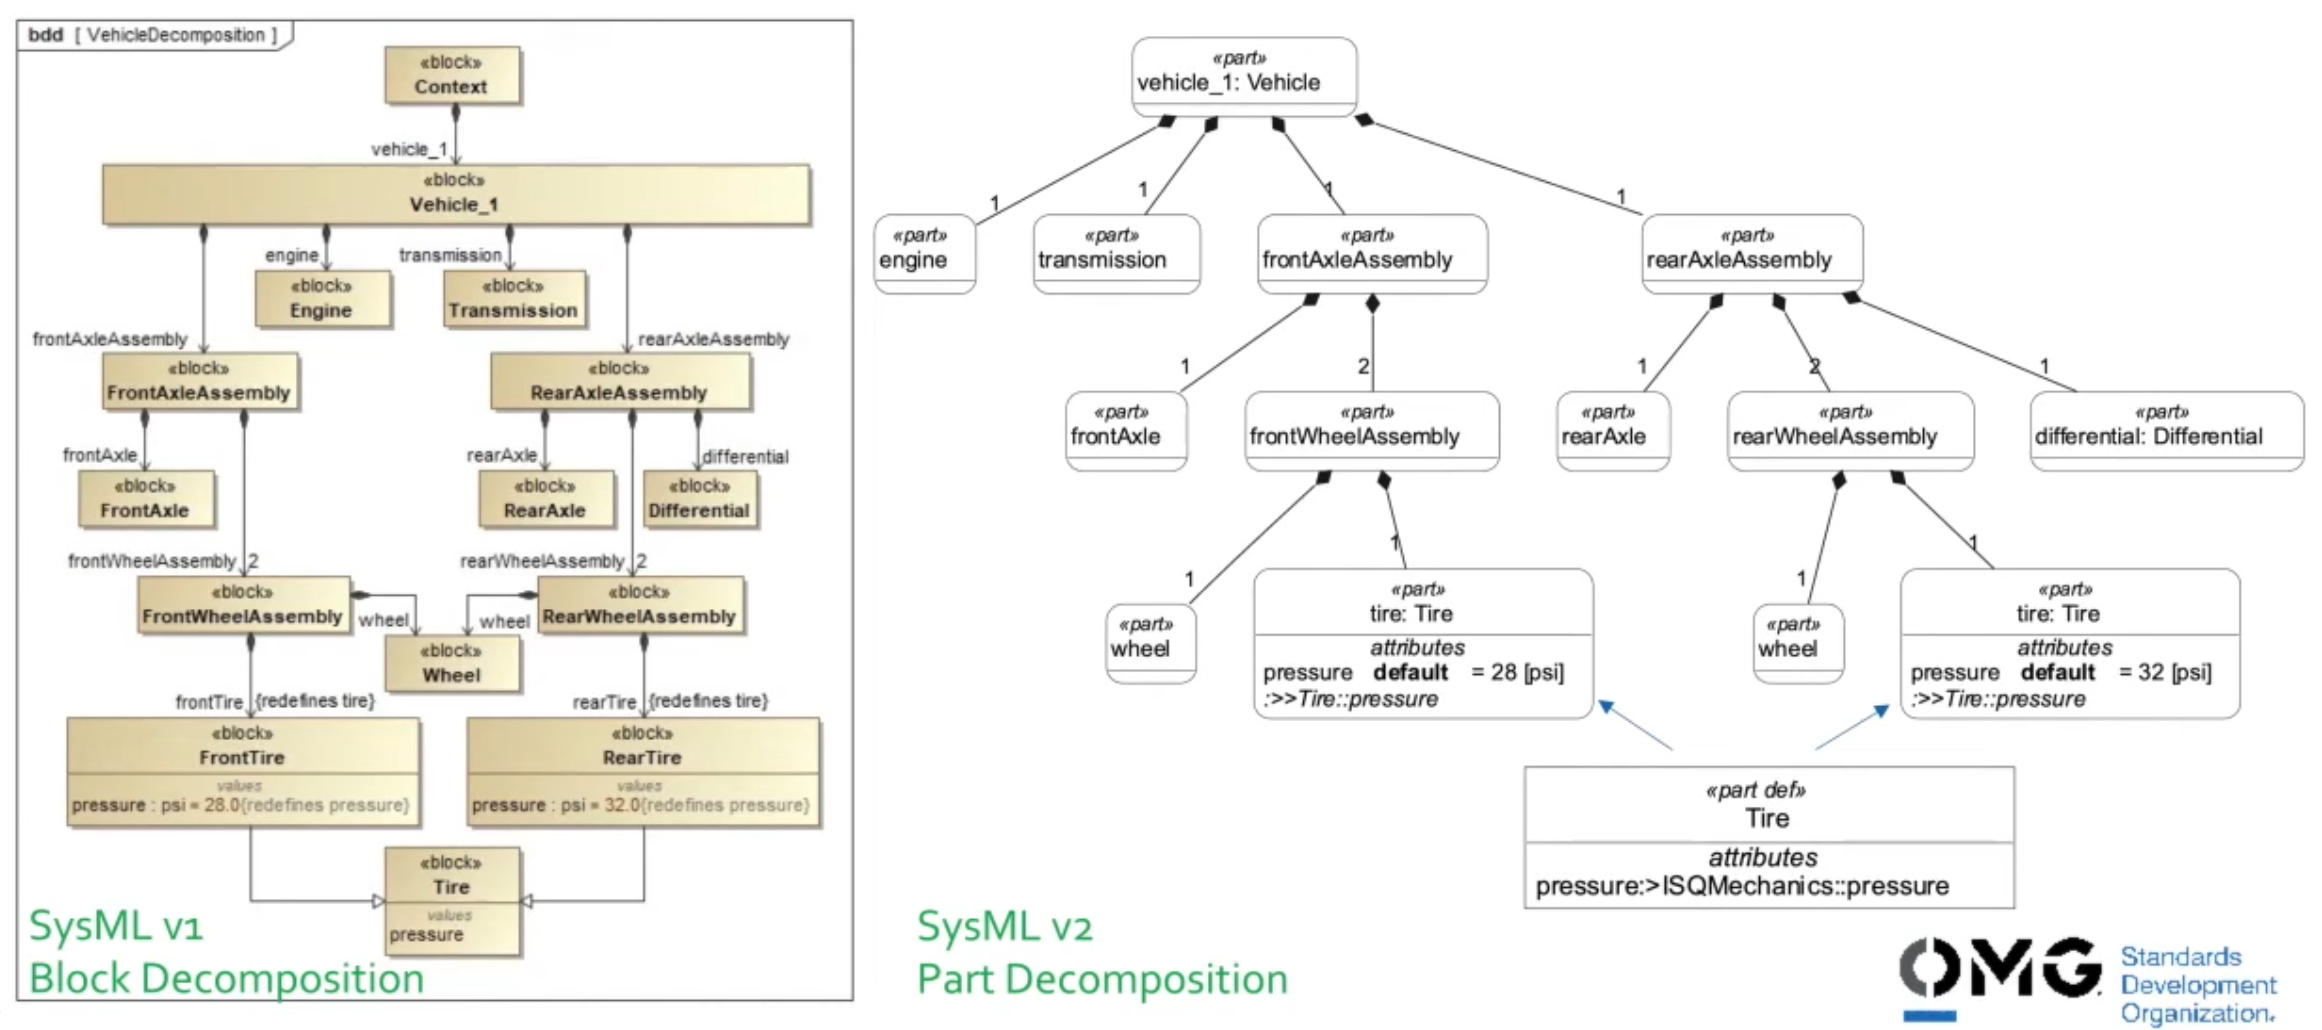 bdd [ VehicleDecomposition ]
«block»
Context
vehicle_1
«block»
Vehicle_1
engine
transmission
«block»
Engine
«block»
Transmission
frontAxleAssembly
rearAxleAssembly
«block»
FrontAxleAssembly
«block»
RearAxleAssembly
frontAxle
rearAxle
differential
«block»
FrontAxle
«block»
RearAxle
«block»
Differential
frontWheelAssembly 2
rearWheelAssembly 2
«block»
FrontWheelAssembly
wheel
wheel
«block»
RearWheelAssembly
«block»
Wheel
frontTire {redefines tire}
rearTire {redefines tire}
«block»
FrontTire
values
pressure : psi = 28.0{redefines pressure}
«block»
RearTire
values
pressure : psi = 32.0{redefines pressure}
«block»
Tire
values
pressure
SysML v1
Block Decomposition
«part»
vehicle_1: Vehicle
1
1
1
1
«part»
engine
«part»
transmission
«part»
frontAxleAssembly
«part»
rearAxleAssembly
1
2
1
2
1
«part»
frontAxle
«part»
frontWheelAssembly
«part»
rearAxle
«part»
rearWheelAssembly
«part»
differential: Differential
1
1
1
1
«part»
wheel
«part»
tire: Tire
attributes
pressure default = 28 [psi]
:>>Tire::pressure
«part»
wheel
«part»
tire: Tire
attributes
pressure default = 32 [psi]
:>>Tire::pressure
«part def»
Tire
attributes
pressure:>ISQMechanics::pressure
SysML v2
Part Decomposition
OMG
Standards
Development
Organization.